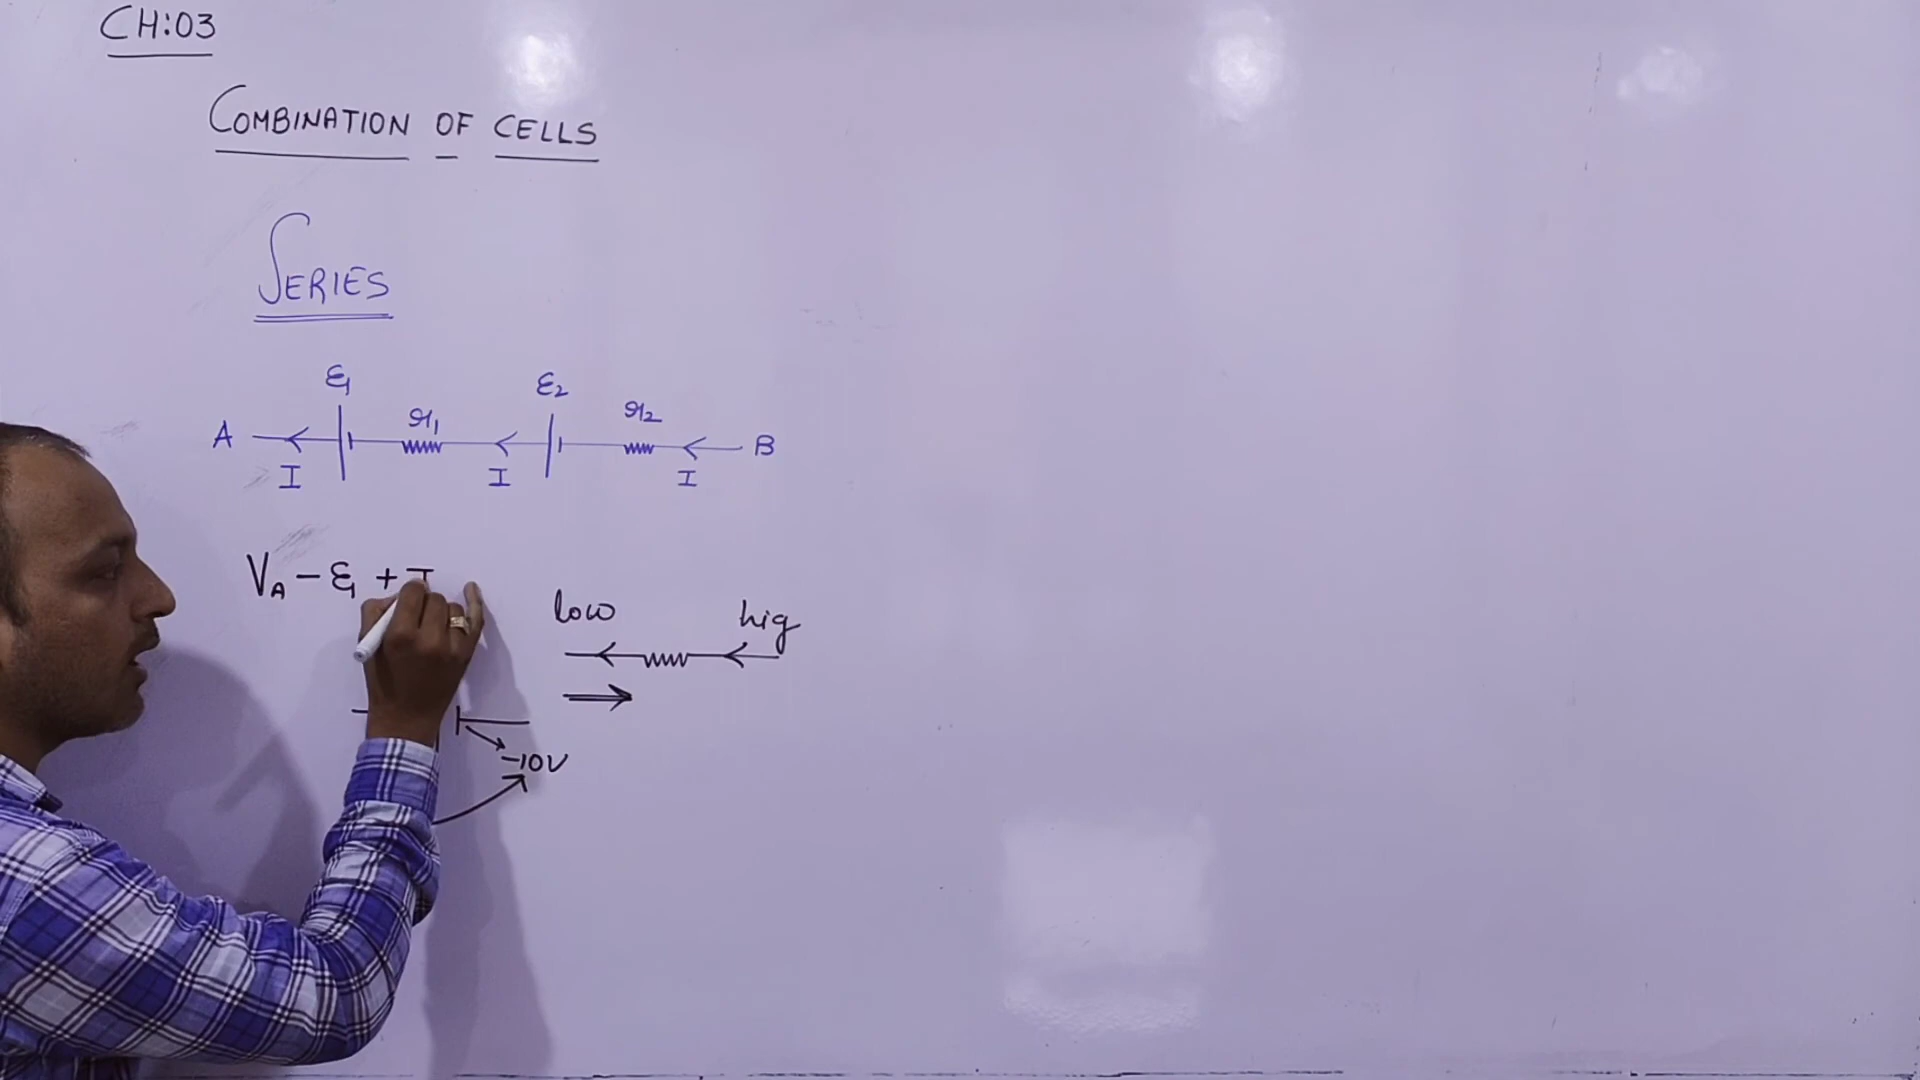 CH:03
COMBINATION OF CELLS
SERIES
ε1 r1 ε2 r2
A B
I I I
VA - ε1 + I
low hig
-10V